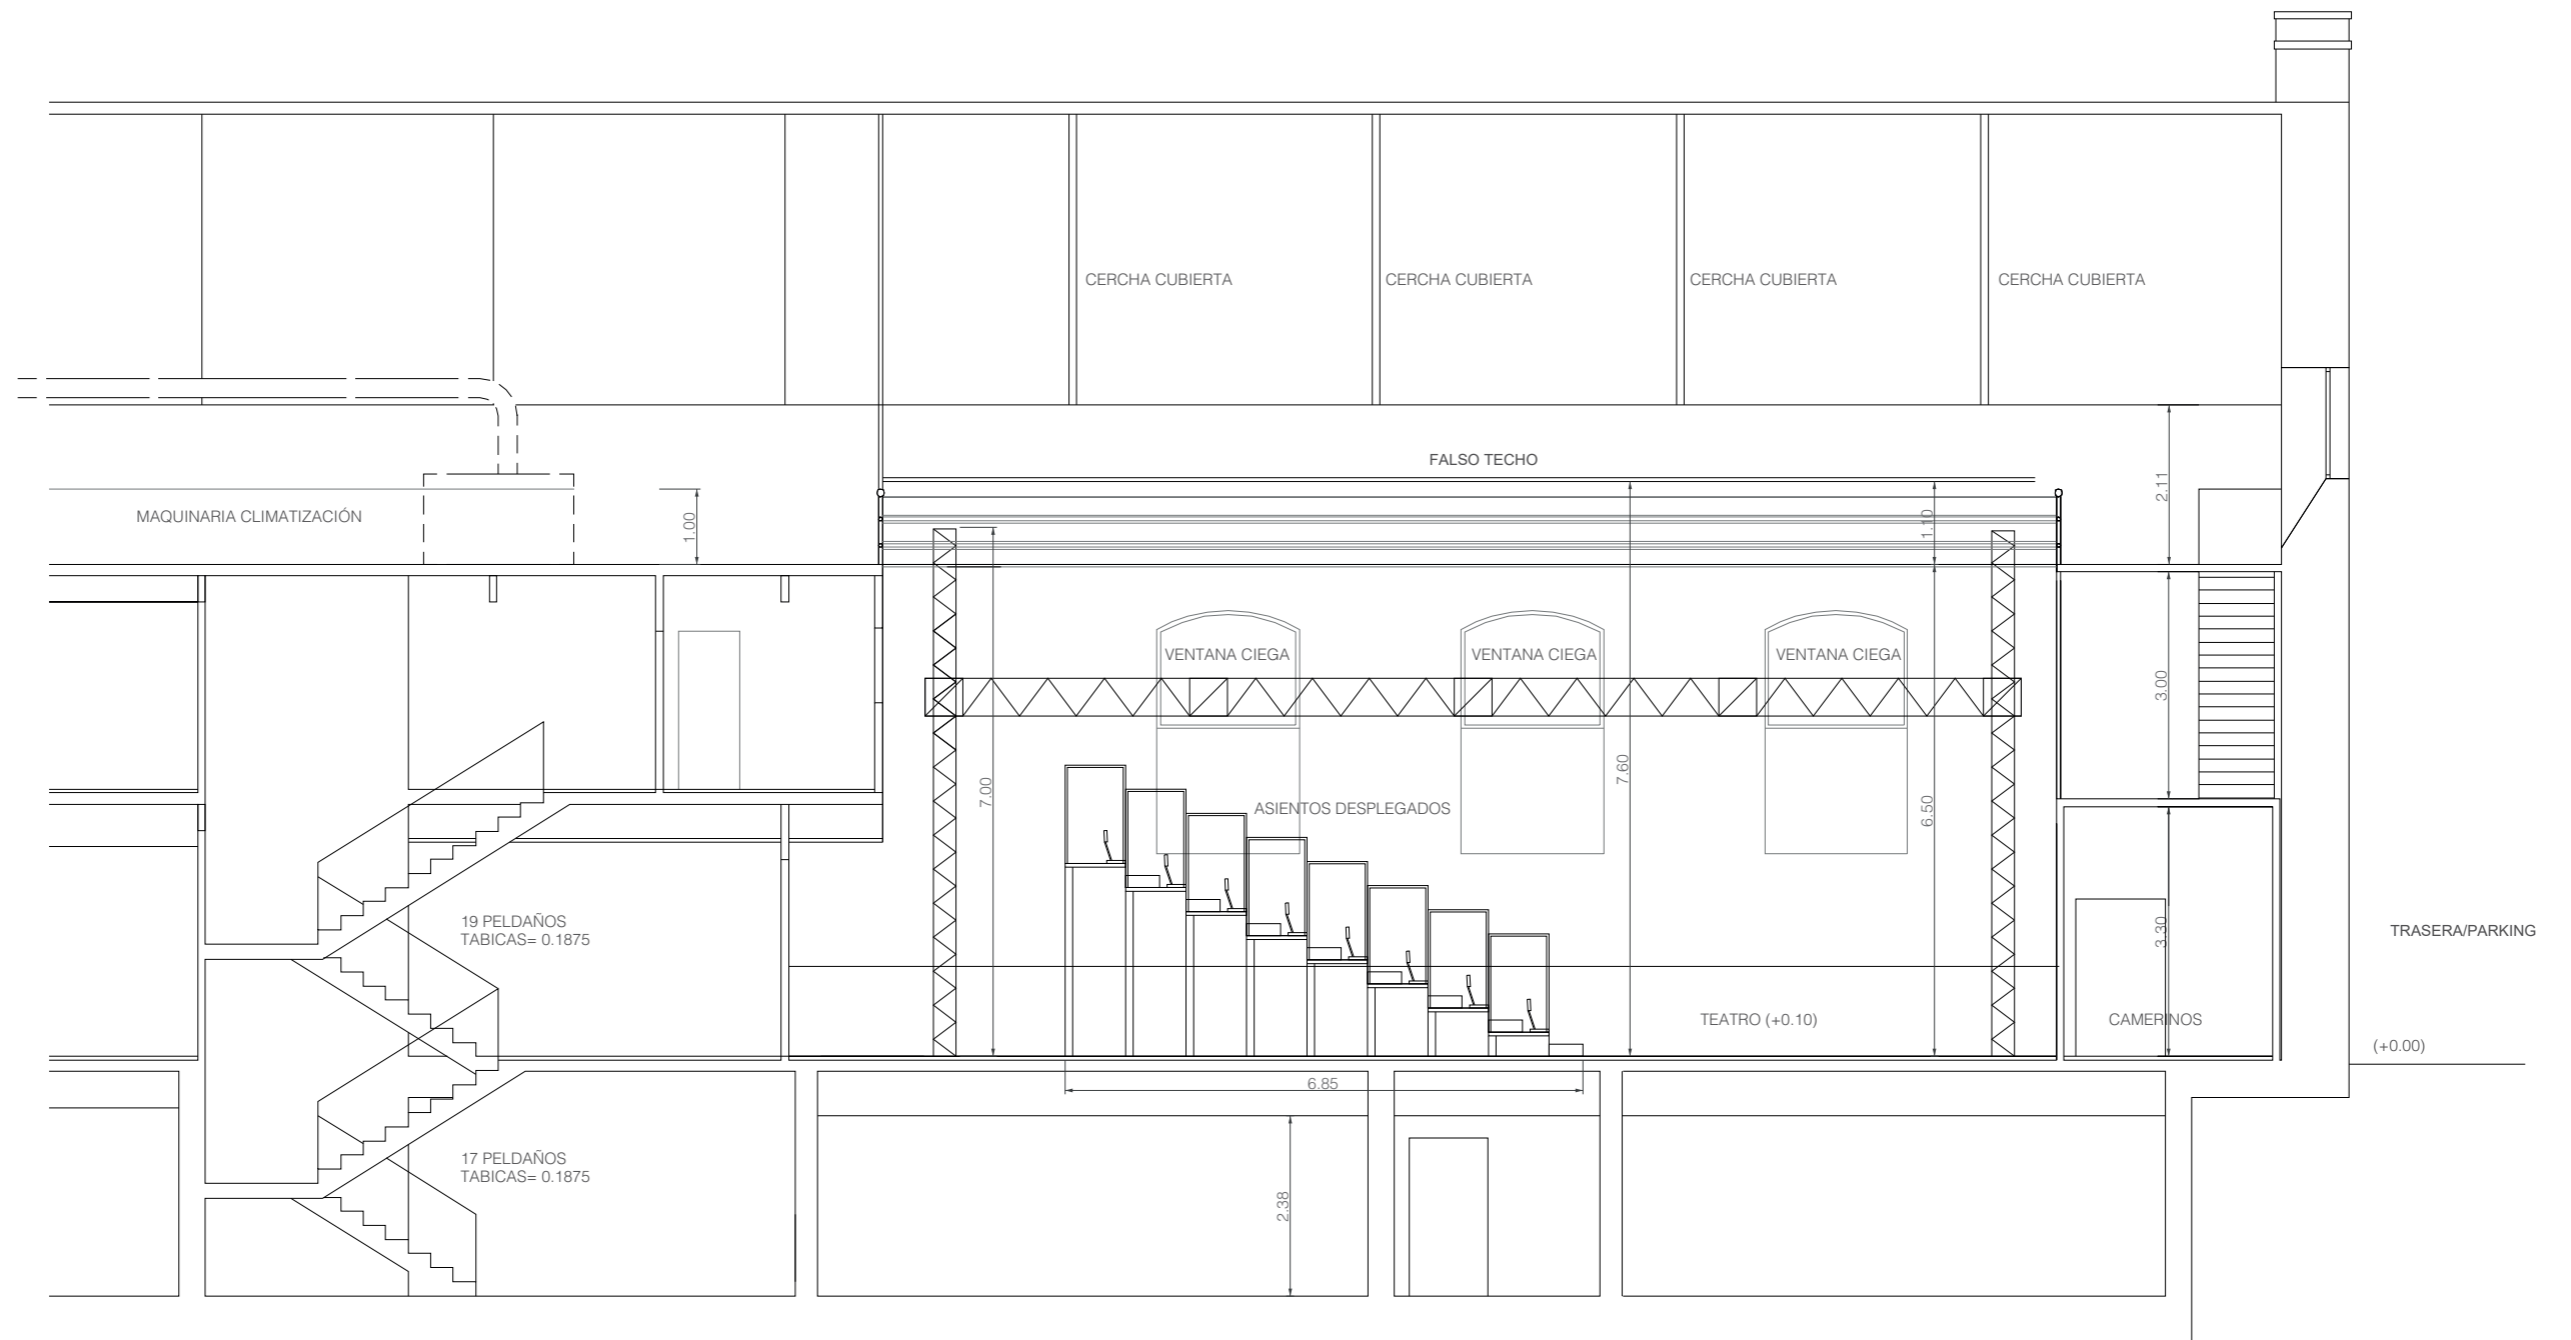 CERCHA CUBIERTA
CERCHA CUBIERTA
CERCHA CUBIERTA
CERCHA CUBIERTA
FALSO TECHO
MAQUINARIA CLIMATIZACIÓN
1.00
1.10
2.11
VENTANA CIEGA
VENTANA CIEGA
VENTANA CIEGA
3.00
7.00
7.60
6.50
ASIENTOS DESPLEGADOS
19 PELDAÑOS
TABICAS= 0.1875
3.30
TRASERA/PARKING
TEATRO (+0.10)
CAMERINOS
(+0.00)
6.85
17 PELDAÑOS
TABICAS= 0.1875
2.38